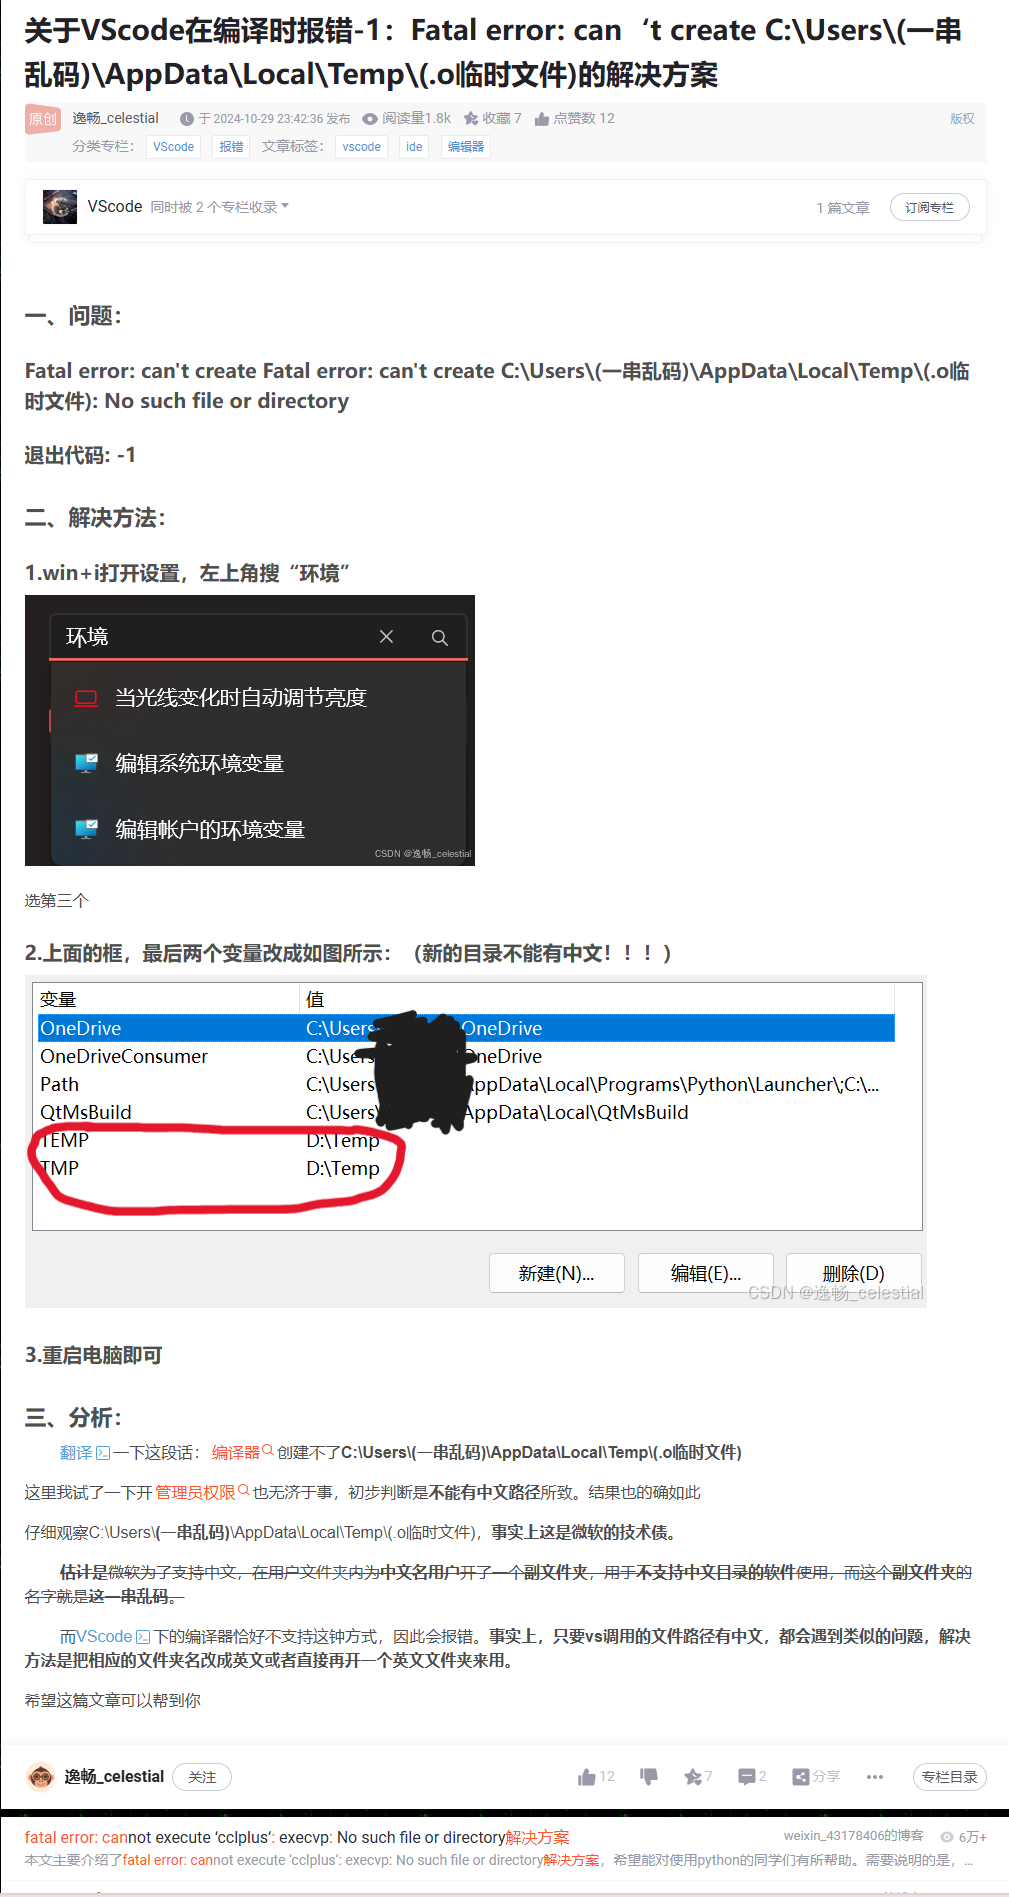 关于VScode在编译时报错-1：Fatal error: can‘t create C:\Users\(一串
乱码)\AppData\Local\Temp\(.o临时文件)的解决方案
原创 逸畅_celestial 于 2024-10-29 23:42:36 发布 阅读量1.8k 收藏 7 点赞数 12 版权
分类专栏： VScode 报错 文章标签： vscode ide 编辑器
VScode 同时被 2 个专栏收录 1 篇文章 订阅专栏
一、问题：
Fatal error: can't create Fatal error: can't create C:\Users\(一串乱码)\AppData\Local\Temp\(.o临
时文件): No such file or directory
退出代码: -1
二、解决方法：
1.win+i打开设置，左上角搜“环境”
环境
当光线变化时自动调节亮度
编辑系统环境变量
编辑帐户的环境变量
CSDN @逸畅_celestial
选第三个
2.上面的框，最后两个变量改成如图所示：（新的目录不能有中文！！！）
变量 值
OneDrive C:\Users OneDrive
OneDriveConsumer C:\Users OneDrive
Path C:\Users AppData\Local\Programs\Python\Launcher\;C:\...
QtMsBuild C:\Users\ AppData\Local\QtMsBuild
TEMP D:\Temp
TMP D:\Temp
新建(N)... 编辑(E)... 删除(D)
CSDN @逸畅_celestial
3.重启电脑即可
三、分析：
翻译一下这段话： 编译器创建不了C:\Users\(一串乱码)\AppData\Local\Temp\(.o临时文件)
这里我试了一下开管理员权限也无济于事，初步判断是不能有中文路径所致。结果也的确如此
仔细观察C:\Users\(一串乱码)\AppData\Local\Temp\(.o临时文件)，事实上这是微软的技术债。
估计是微软为了支持中文，在用户文件夹内为中文名用户开了一个副文件夹，用于不支持中文目录的软件使用，而这个副文件夹的
名字就是这一串乱码。
而VScode下的编译器恰好不支持这钟方式，因此会报错。事实上，只要vs调用的文件路径有中文，都会遇到类似的问题，解决
方法是把相应的文件夹名改成英文或者直接再开一个英文文件夹来用。
希望这篇文章可以帮到你
逸畅_celestial 关注 12 7 2 分享 ••• 专栏目录
fatal error: cannot execute ‘cclplus‘: execvp: No such file or directory解决方案 weixin_43178406的博客 6万+
本文主要介绍了fatal error: cannot execute ‘cclplus‘: execvp: No such file or directory解决方案，希望能对使用python的同学们有所帮助。需要说明的是，...